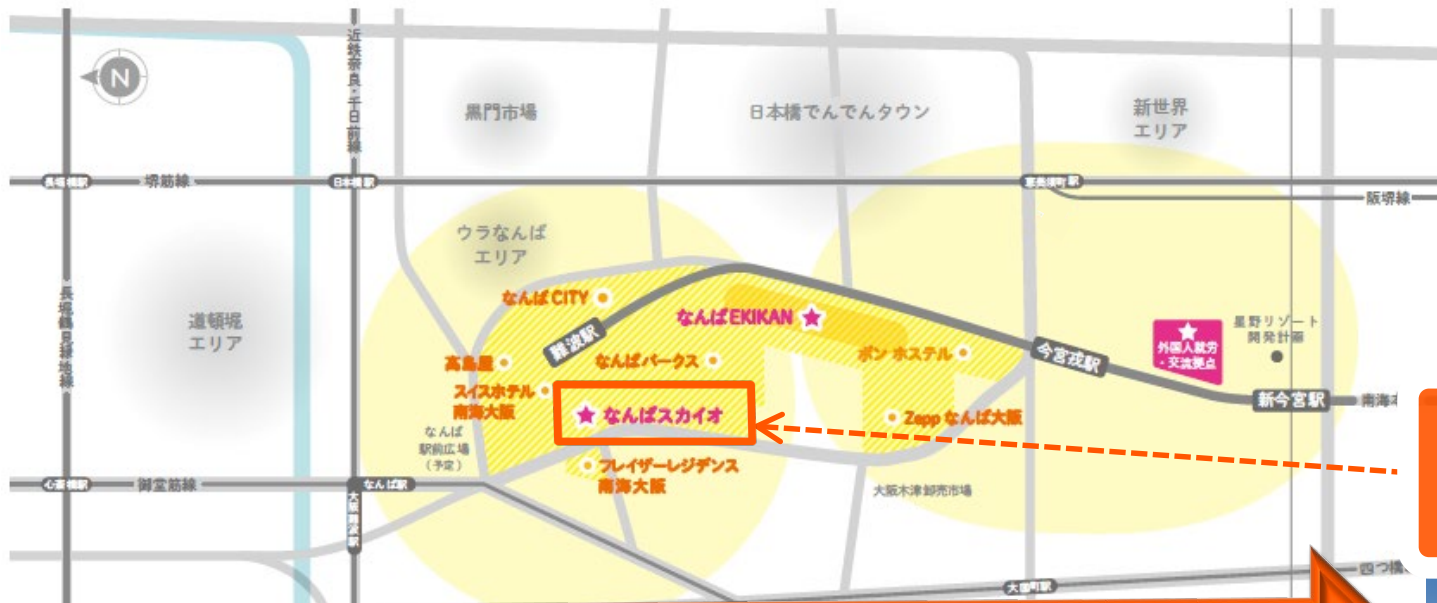 N
近鉄奈良・千日前線
黒門市場
日本橋でんでんタウン
新世界
エリア
長堀橋駅
堺筋線
日本橋駅
恵美須町駅
阪堺線
ウラなんば
エリア
長堀鶴見緑地線
道頓堀
エリア
なんばCITY
難波駅
なんばEKIKAN
高島屋
なんばパークス
ポン ホステル
今宮戎駅
外国人就労
・交流拠点
星野リゾート
開発計画
スイスホテル
南海大阪
なんばスカイオ
Zepp なんば大阪
新今宮駅
南海
なんば
駅前広場
(予定)
フレイザーレジデンス
南海大阪
心斎橋駅
御堂筋線
なんば駅
大阪難波駅
大阪木津卸売市場
大国町駅
四つ橋